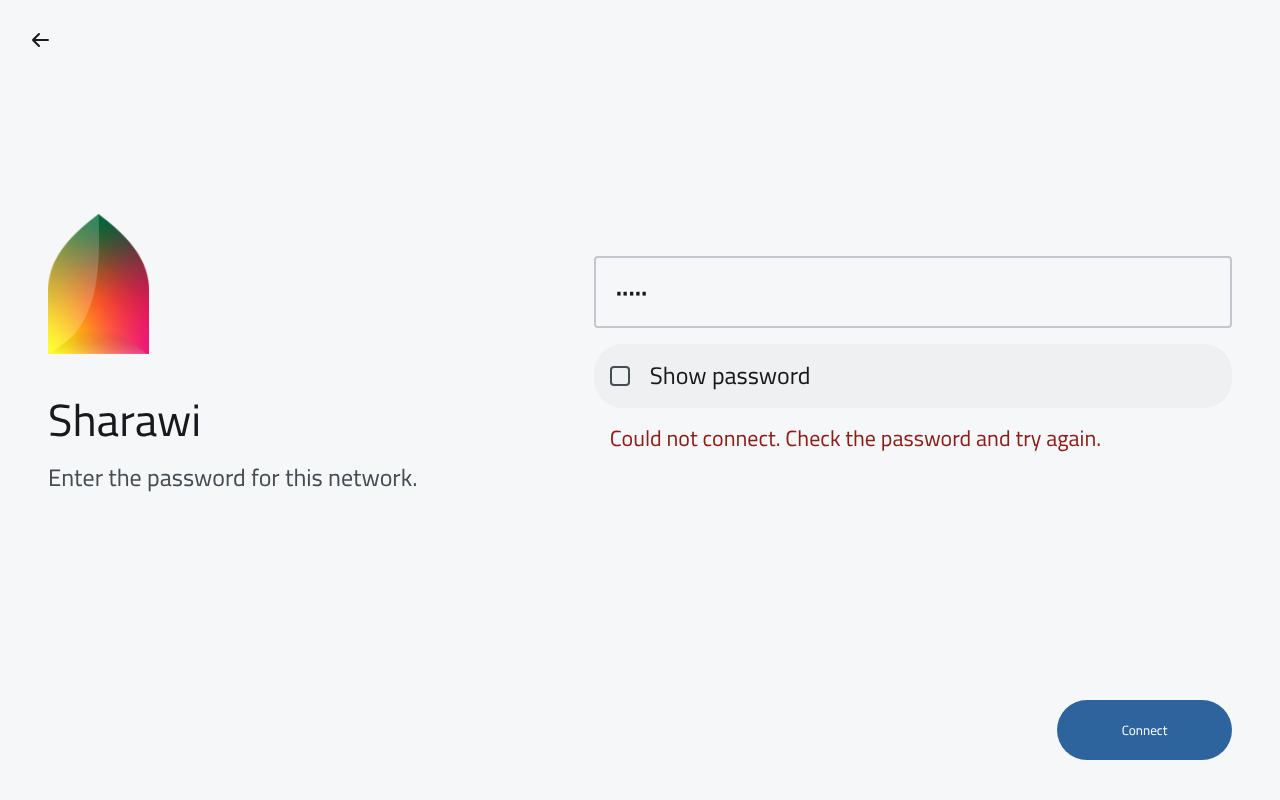 Sharawi
Enter the password for this network.
•••••
Show password
Could not connect. Check the password and try again.
Connect